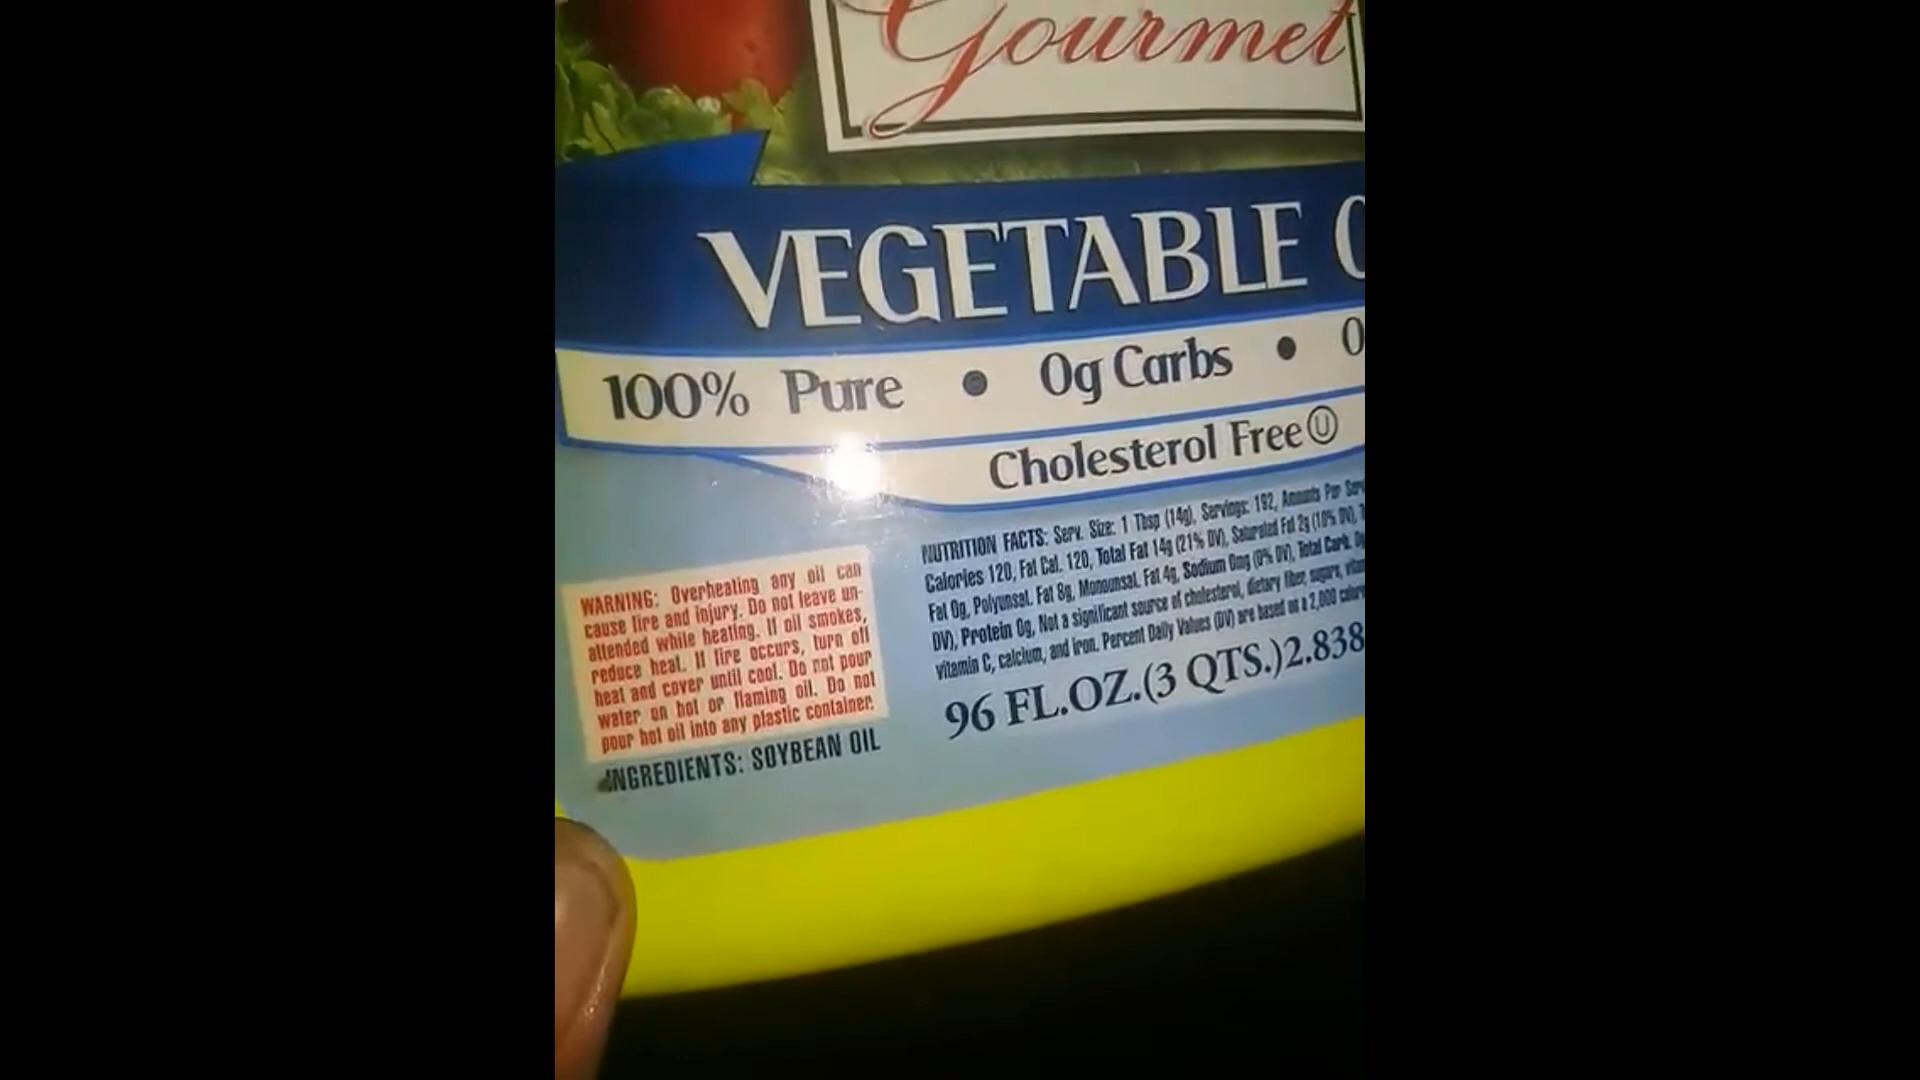 Gourmet
VEGETABLE
100% Pure • 0g Carbs • 0
Cholesterol Free Ⓤ
NUTRITION FACTS: Serv. Size: 1 Tbsp (14g), Servings: 192, Amounts Per
Calories 120, Fat Cal. 120, Total Fat 14g (21% DV), Saturated Fat 2g (10% DV),
Fat 0g, Polyunsat. Fat 8g, Monounsat. Fat 4g, Sodium 0mg (0% DV), Total Carb. 0g
DV), Protein 0g, Not a significant source of cholesterol, dietary fiber, sugars,
vitamin C, calcium, and iron. Percent Daily Values (DV) are based on a 2,000
96 FL.OZ.(3 QTS.)2.838
WARNING: Overheating any oil can
cause fire and injury. Do not leave un-
attended while heating. If oil smokes,
reduce heat. If fire occurs, turn off
heat and cover until cool. Do not pour
water on hot or flaming oil. Do not
pour hot oil into any plastic container.
INGREDIENTS: SOYBEAN OIL